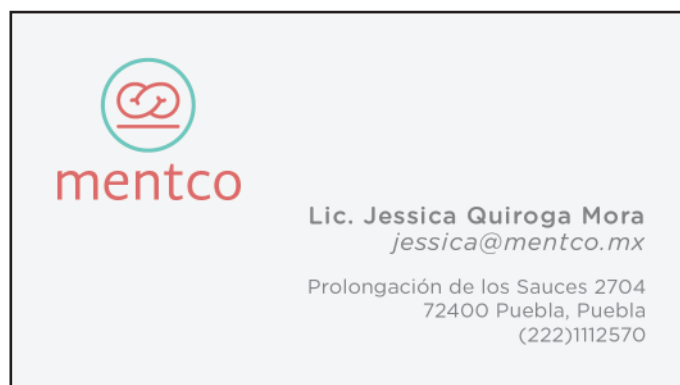 mentco
Lic. Jessica Quiroga Mora
jessica@mentco.mx
Prolongación de los Sauces 2704
72400 Puebla, Puebla
(222)1112570